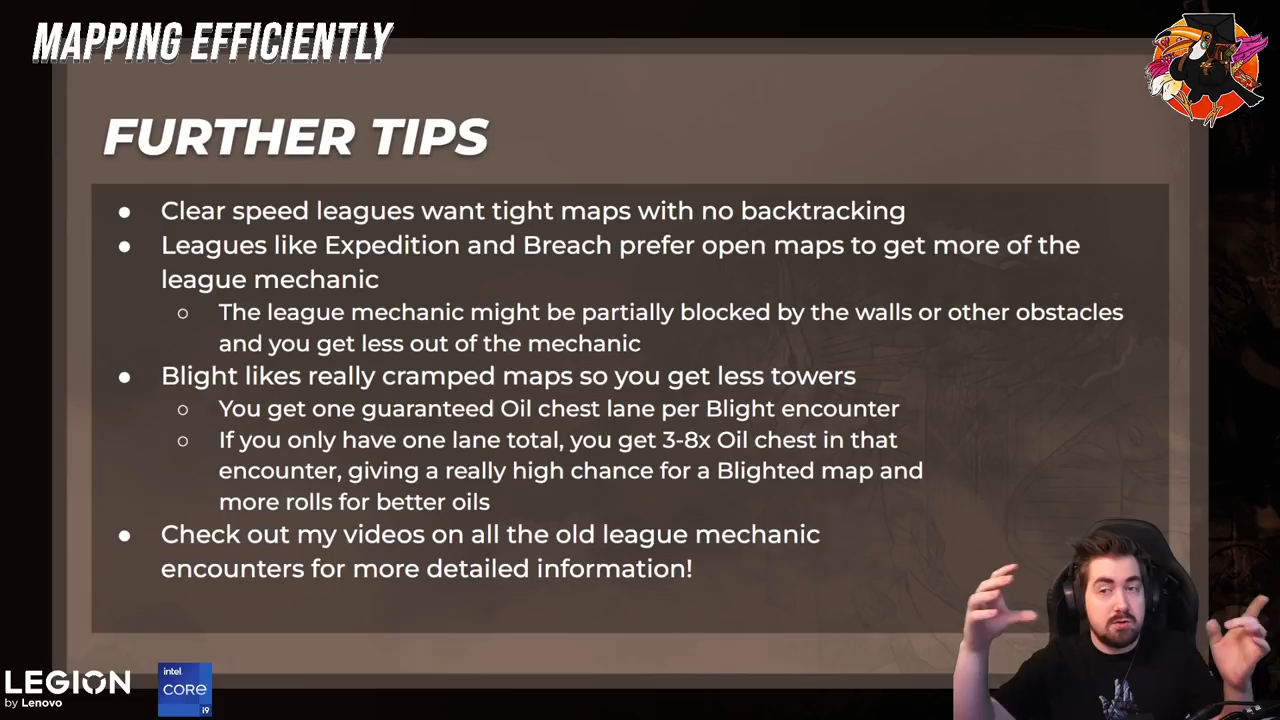 MAPPING EFFICIENTLY
FURTHER TIPS
● Clear speed leagues want tight maps with no backtracking
● Leagues like Expedition and Breach prefer open maps to get more of the
league mechanic
○ The league mechanic might be partially blocked by the walls or other obstacles
and you get less out of the mechanic
● Blight likes really cramped maps so you get less towers
○ You get one guaranteed Oil chest lane per Blight encounter
○ If you only have one lane total, you get 3-8x Oil chest in that
encounter, giving a really high chance for a Blighted map and
more rolls for better oils
● Check out my videos on all the old league mechanic
encounters for more detailed information!
LEGION
by Lenovo
intel
CORE
i9